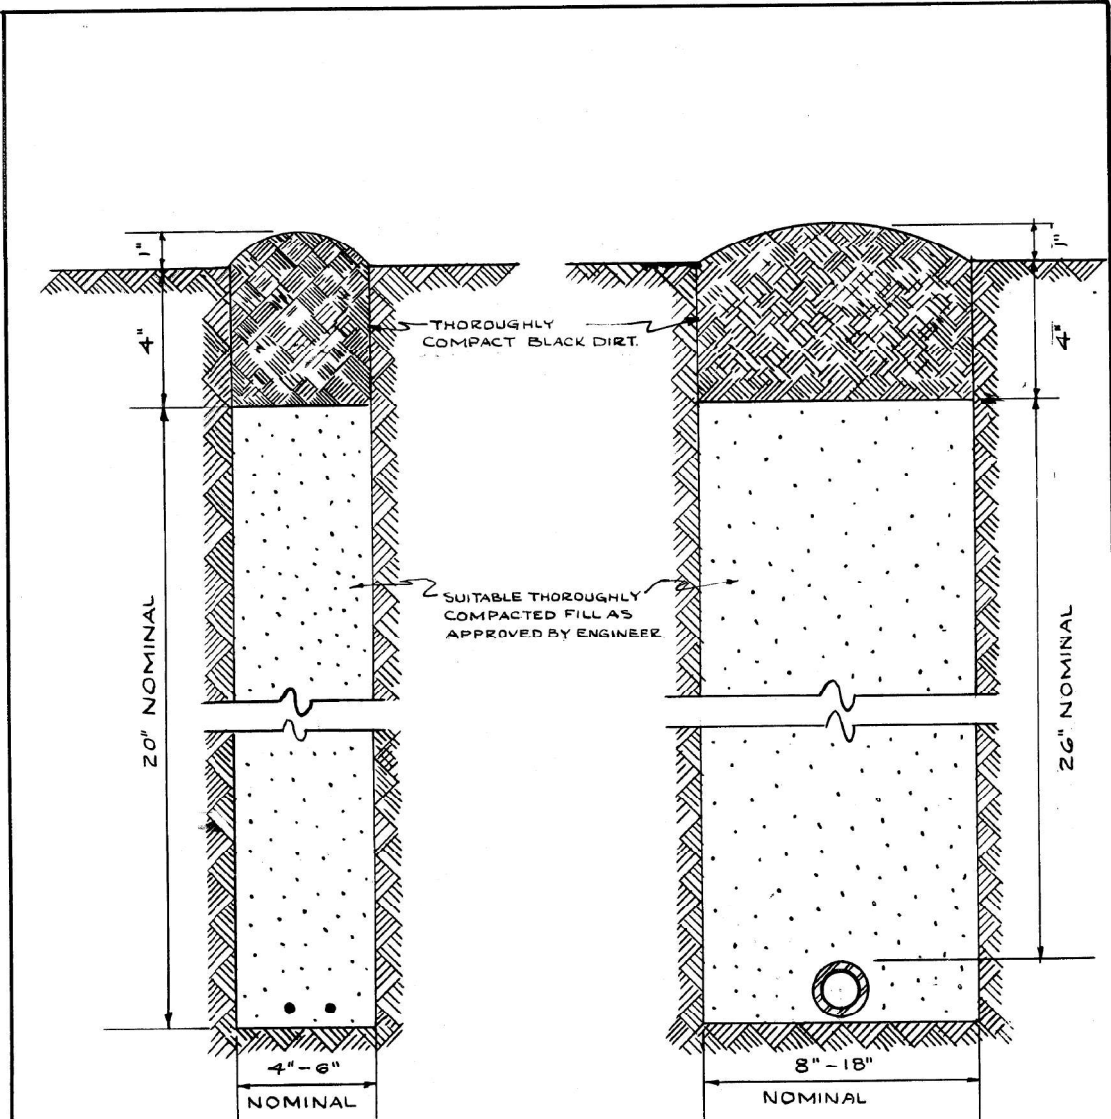 1"
1"
4"
THOROUGHLY
COMPACT BLACK DIRT.
4"
SUITABLE THOROUGHLY
COMPACTED FILL AS
APPROVED BY ENGINEER
20" NOMINAL
26" NOMINAL
4"-6"
NOMINAL
8"-18"
NOMINAL